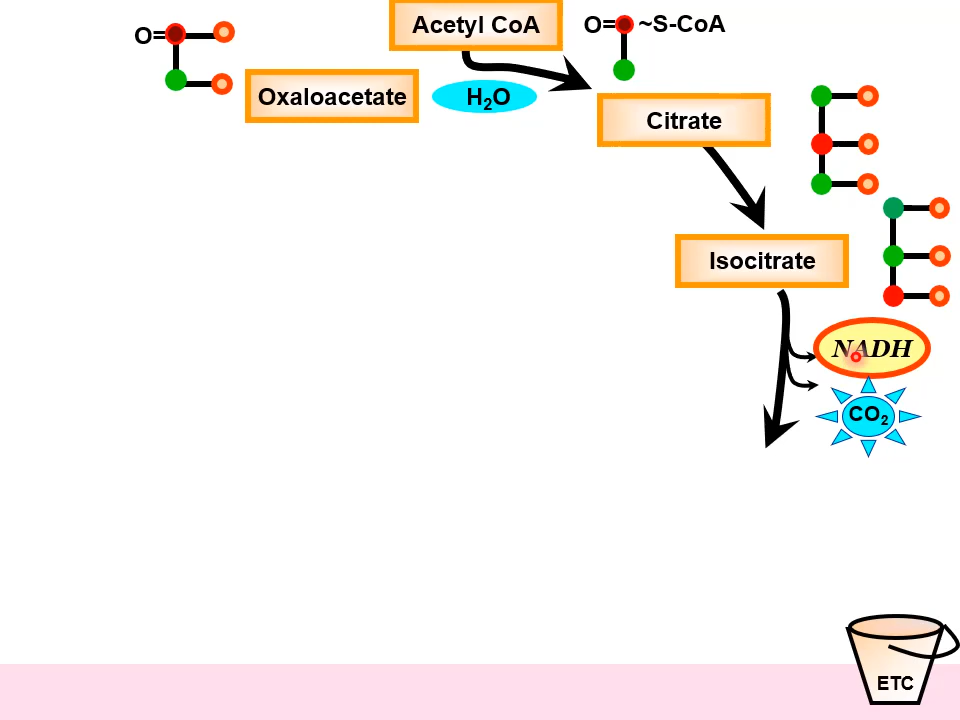 O=
Acetyl CoA
O= ~S-CoA
Oxaloacetate
H₂O
Citrate
Isocitrate
NADH
CO₂
ETC